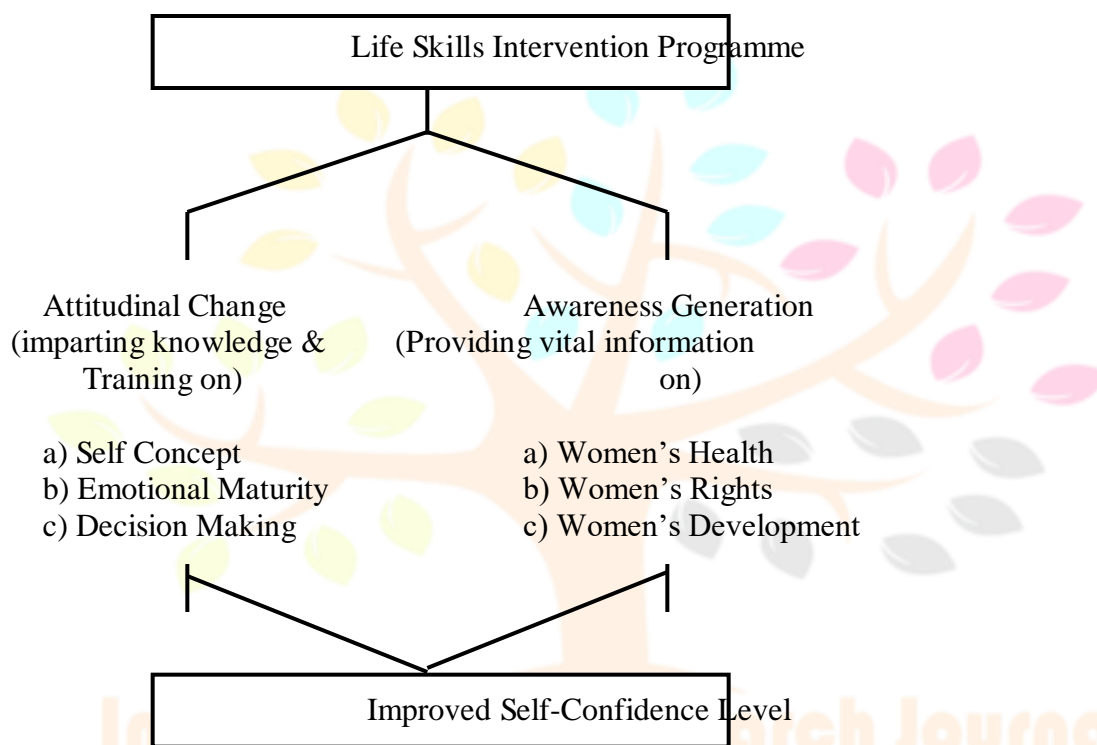 Life Skills Intervention Programme
Attitudinal Change
(imparting knowledge &
Training on)
a) Self Concept
b) Emotional Maturity
c) Decision Making
Awareness Generation
(Providing vital information
on)
a) Women’s Health
b) Women’s Rights
c) Women’s Development
Improved Self-Confidence Level